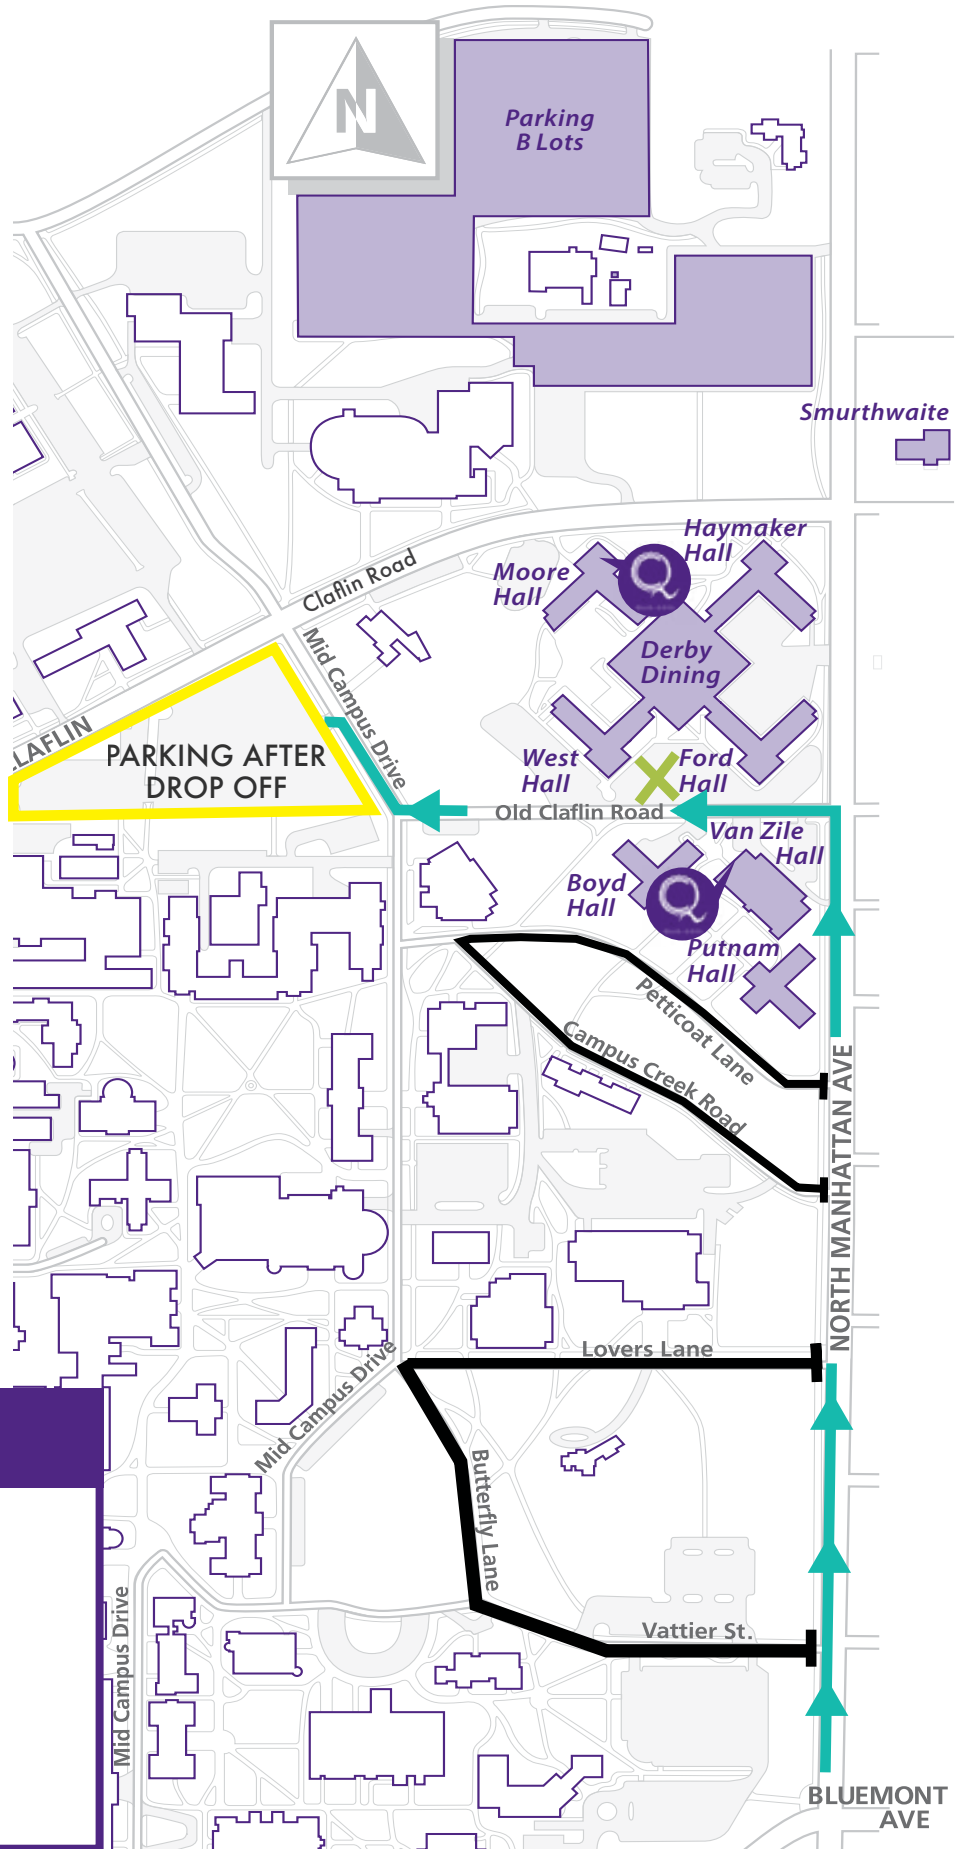 N
Parking
B Lots
Smurthwaite
Haymaker
Hall
Moore
Hall
Q
Claflin Road
Derby
Dining
Mid Campus Drive
LAFLIN
PARKING AFTER
DROP OFF
West
Hall
Ford
Hall
Old Claflin Road
Van Zile
Hall
Boyd
Hall
Q
Putnam
Hall
Petticoat Lane
Campus Creek Road
NORTH MANHATTAN AVE
Lovers Lane
Mid Campus Drive
Butterfly Lane
Mid Campus Drive
Vattier St.
BLUEMONT
AVE